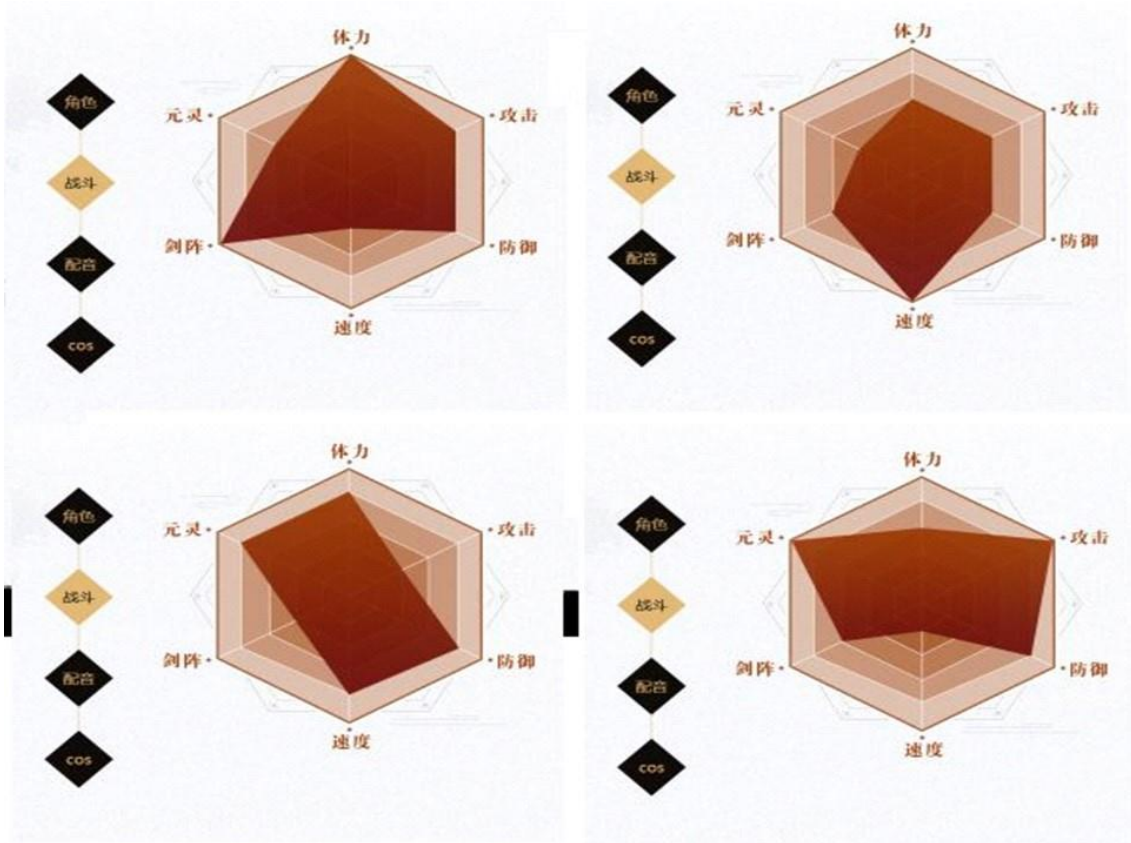 体力
元灵
攻击
剑阵
防御
速度
角色
战斗
配音
cos
体力
元灵
攻击
剑阵
防御
速度
角色
战斗
配音
cos
体力
元灵
攻击
剑阵
防御
速度
角色
战斗
配音
cos
体力
元灵
攻击
剑阵
防御
速度
角色
战斗
配音
cos